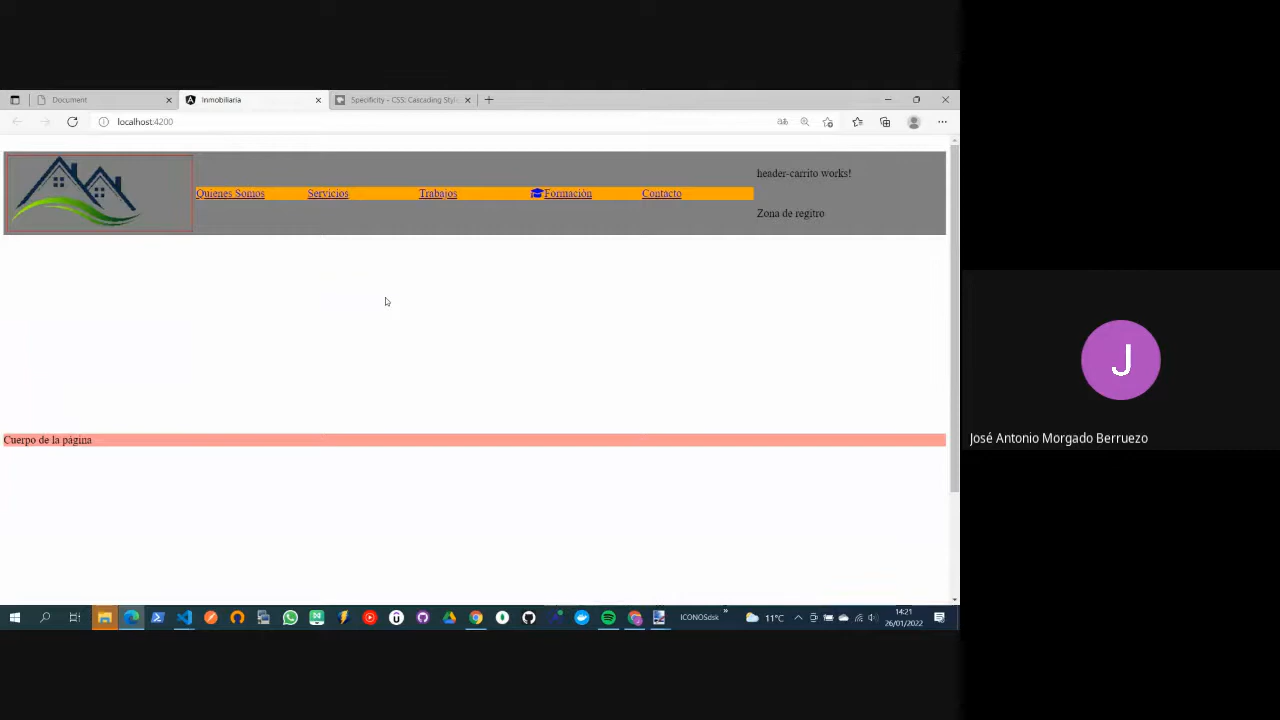 Document
Inmobiliaria
Specificity - CSS: Cascading Style
localhost:4200
Quienes Somos
Servicios
Trabajos
Formación
Contacto
header-carrito works!
Zona de regitro
Cuerpo de la página
J
José Antonio Morgado Berruezo
ICONOSdsk
»
11°C
14:21
26/01/2022